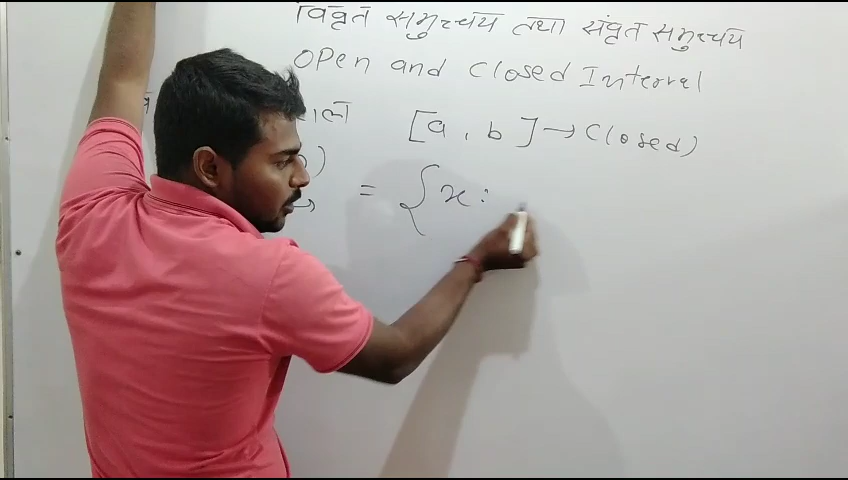 विवृत समुच्चय तथा संवृत समुच्चय
Open and Closed Interval
[a, b] → Closed)
)
= { x :